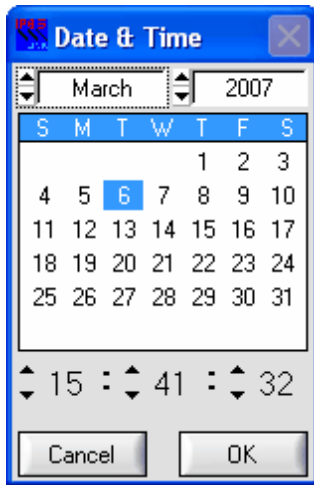 Date & Time
March 2007
S M T W T F S
1 2 3
4 5 6 7 8 9 10
11 12 13 14 15 16 17
18 19 20 21 22 23 24
25 26 27 28 29 30 31
15 : 41 : 32
Cancel OK